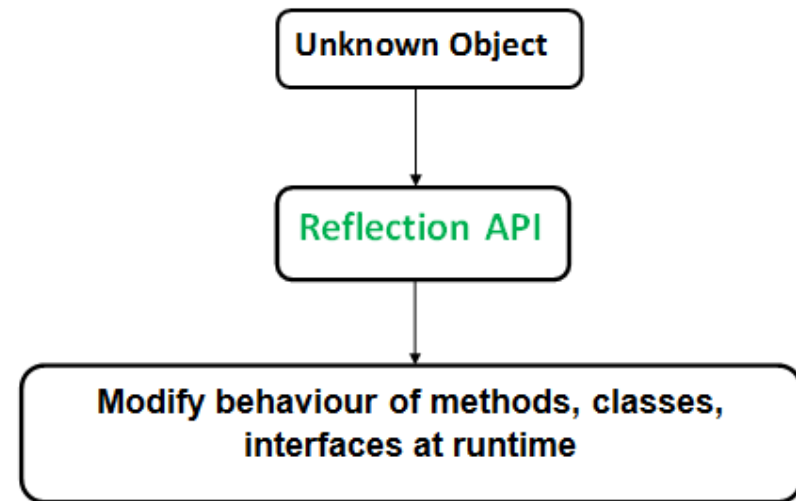 Unknown Object
Reflection API
Modify behaviour of methods, classes,
interfaces at runtime